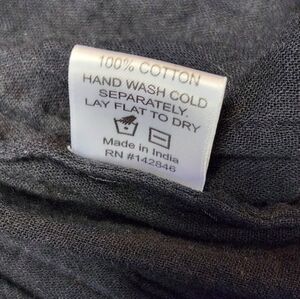 100% COTTON
HAND WASH COLD
SEPARATELY.
LAY FLAT TO DRY
Made in India
RN #142846